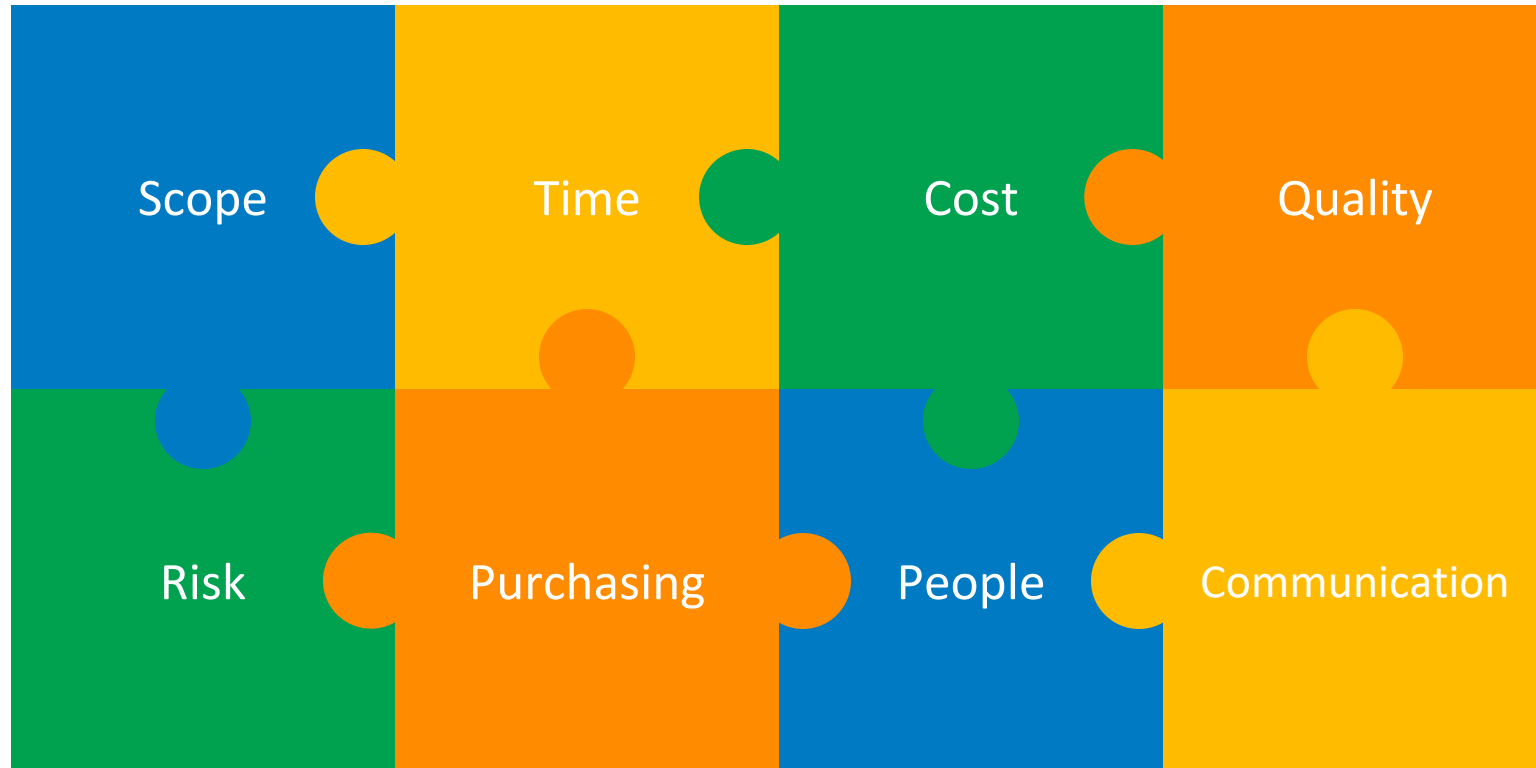 Scope
Time
Cost
Quality
Risk
Purchasing
People
Communication